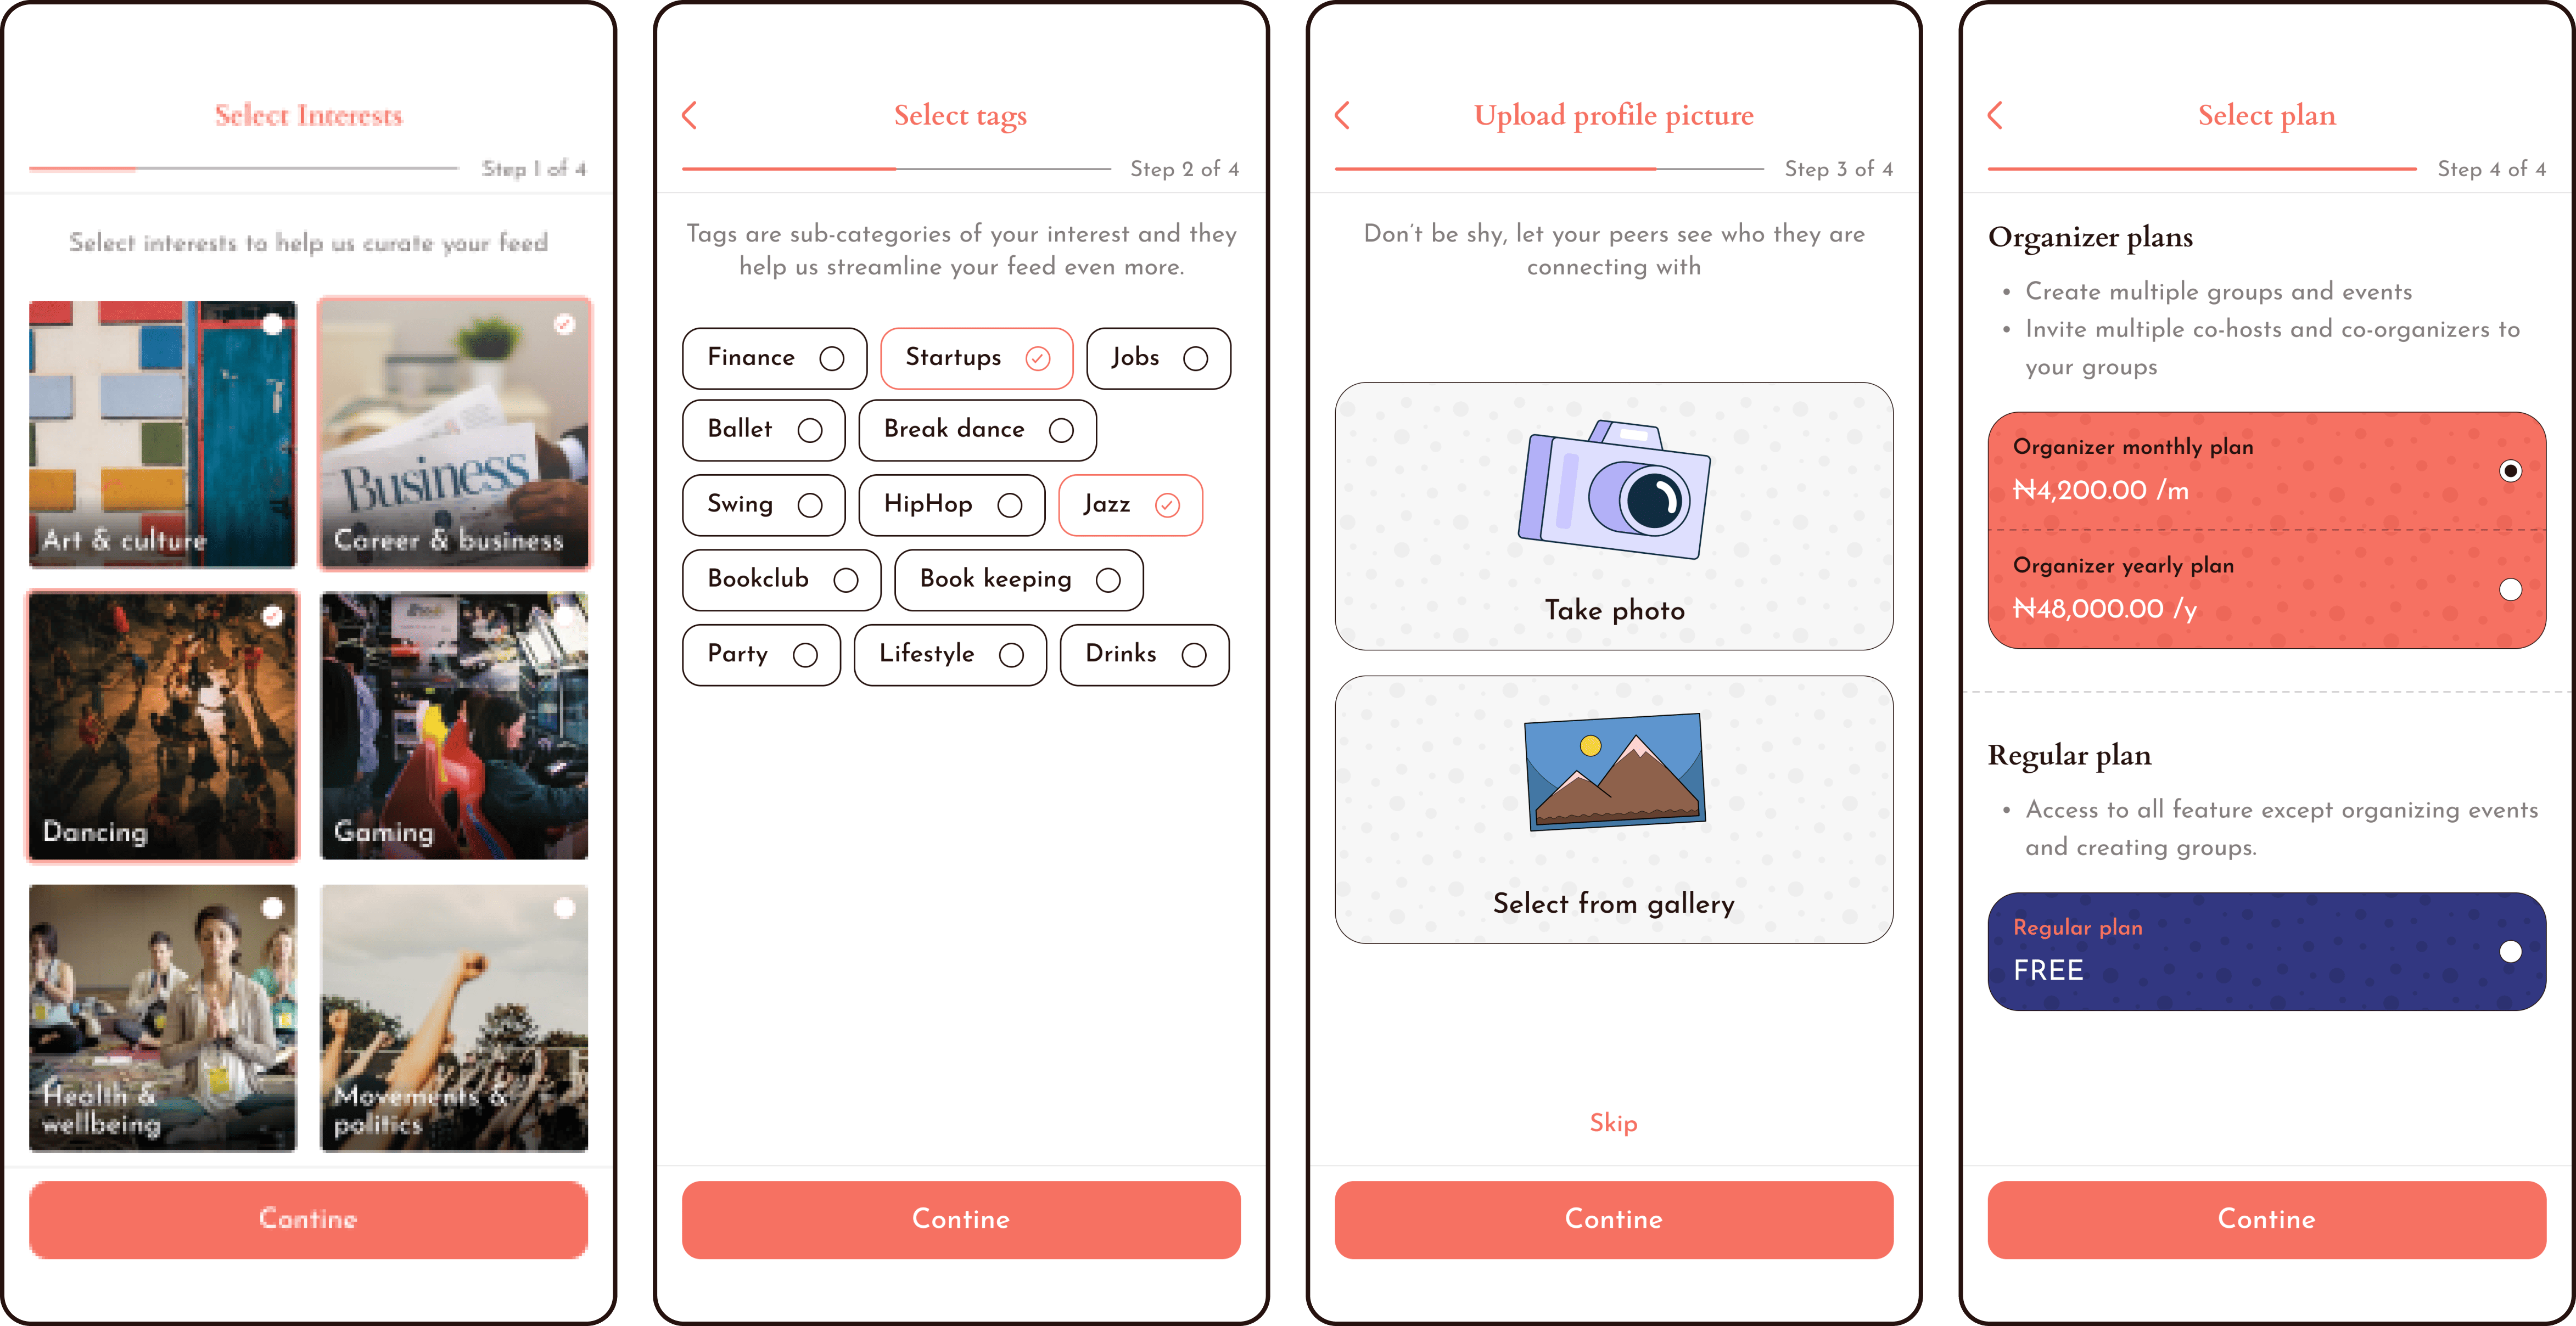 Select Interests
Step 1 of 4
Select interests to help us curate your feed
Business
Art & culture
Career & business
Dancing
Gaming
Health &
wellbeing
Movements &
politics
Contine
Select tags
Step 2 of 4
Tags are sub-categories of your interest and they
help us streamline your feed even more.
Finance
Startups
Jobs
Ballet
Break dance
Swing
HipHop
Jazz
Bookclub
Book keeping
Party
Lifestyle
Drinks
Contine
Upload profile picture
Step 3 of 4
Don't be shy, let your peers see who they are
connecting with
Take photo
Select from gallery
Skip
Contine
Select plan
Step 4 of 4
Organizer plans
• Create multiple groups and events
• Invite multiple co-hosts and co-organizers to
your groups
Organizer monthly plan
₦4,200.00 /m
Organizer yearly plan
₦48,000.00 /y
Regular plan
• Access to all feature except organizing events
and creating groups.
Regular plan
FREE
Contine